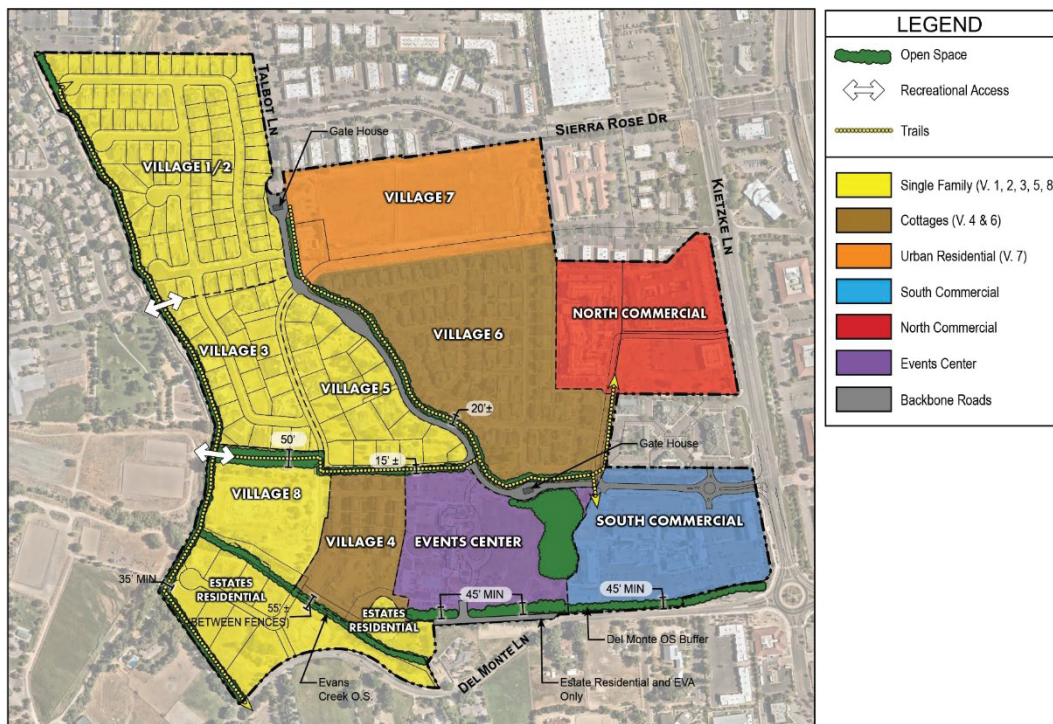 TALBOT LN
Gate House
SIERRA ROSE DR
VILLAGE 1/2
VILLAGE 7
KIETZKE LN
NORTH COMMERCIAL
VILLAGE 6
VILLAGE 3
VILLAGE 5
20'±
50'
Gate House
15' ±
VILLAGE 8
VILLAGE 4
EVENTS CENTER
SOUTH COMMERCIAL
35' MIN
ESTATES
RESIDENTIAL
55' ±
(BETWEEN FENCES)
ESTATES
RESIDENTIAL
45' MIN
45' MIN
DEL MONTE LN
Del Monte OS Buffer
Evans
Creek O.S.
Estate Residential and EVA
Only
LEGEND
Open Space
Recreational Access
Trails
Single Family (V. 1, 2, 3, 5, 8
Cottages (V. 4 & 6)
Urban Residential (V. 7)
South Commercial
North Commercial
Events Center
Backbone Roads